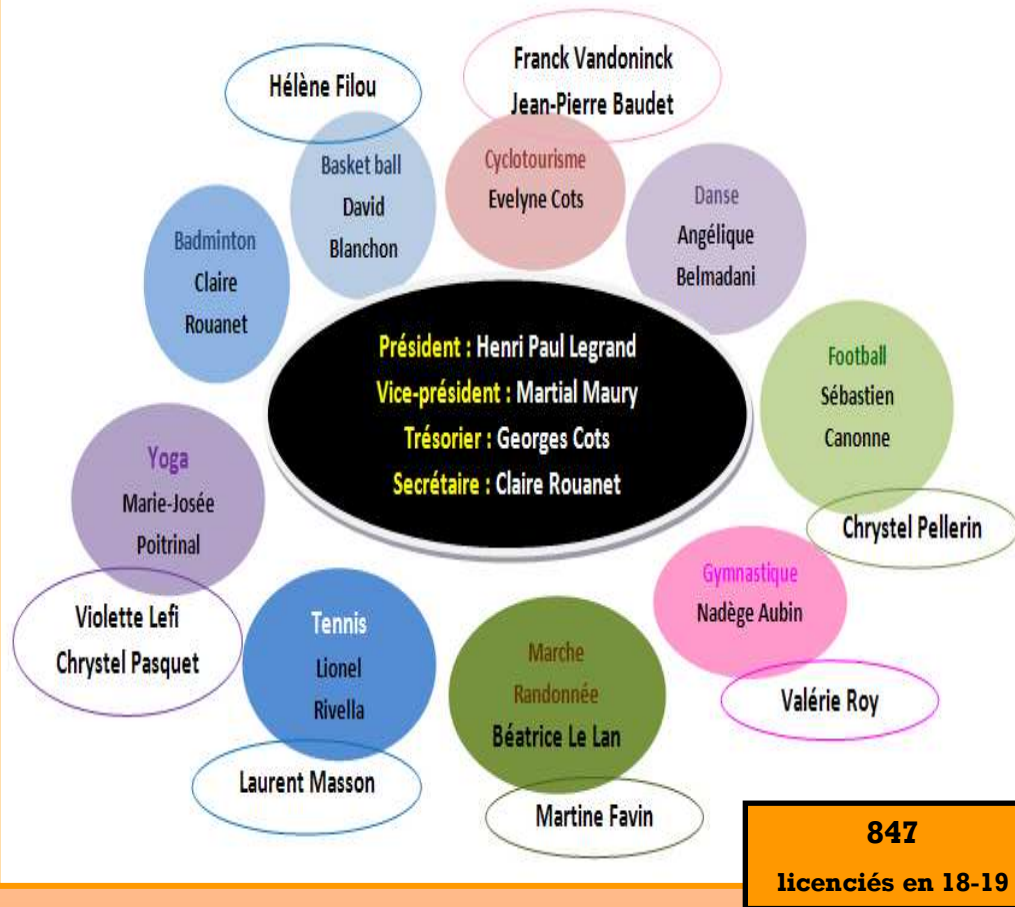 Franck Vandoninck
Jean-Pierre Baudet
Hélène Filou
Cyclotourisme
Evelyne Cots
Basket ball
David
Blanchon
Danse
Angélique
Belmadani
Badminton
Claire
Rouanet
Président : Henri Paul Legrand
Vice-président : Martial Maury
Trésorier : Georges Cots
Secrétaire : Claire Rouanet
Football
Sébastien
Canonne
Chrystel Pellerin
Yoga
Marie-Josée
Poitrinal
Violette Lefi
Chrystel Pasquet
Gymnastique
Nadège Aubin
Valérie Roy
Tennis
Lionel
Rivella
Laurent Masson
Marche
Randonnée
Béatrice Le Lan
Martine Favin
847
licenciés en 18-19